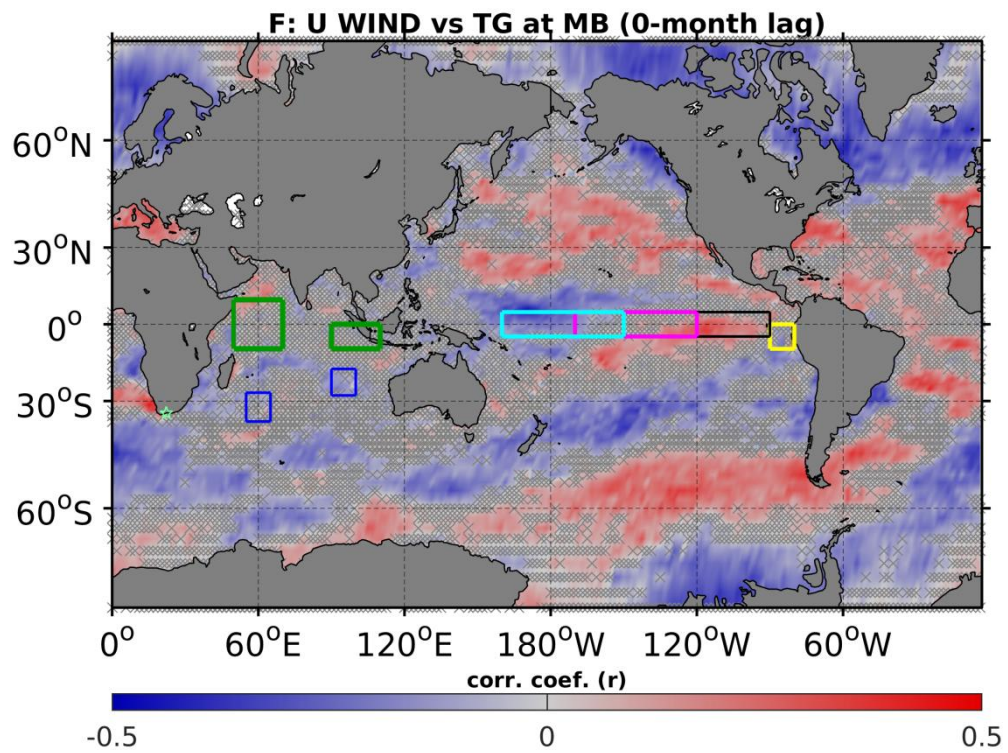 F: U WIND vs TG at MB (0-month lag)
60°N
30°N
0°
30°S
60°S
0° 60°E 120°E 180°W 120°W 60°W
corr. coef. (r)
-0.5 0 0.5